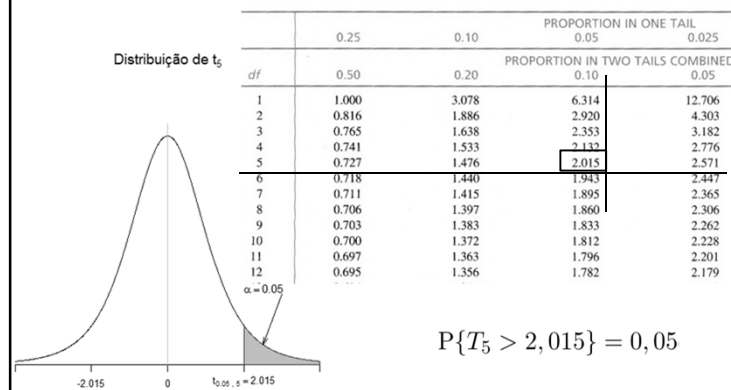 Distribuição de t₅
PROPORTION IN ONE TAIL
0.25 0.10 0.05 0.025
PROPORTION IN TWO TAILS COMBINED
df 0.50 0.20 0.10 0.05
1 1.000 3.078 6.314 12.706
2 0.816 1.886 2.920 4.303
3 0.765 1.638 2.353 3.182
4 0.741 1.533 2.132 2.776
5 0.727 1.476 2.015 2.571
6 0.718 1.440 1.943 2.447
7 0.711 1.415 1.895 2.365
8 0.706 1.397 1.860 2.306
9 0.703 1.383 1.833 2.262
10 0.700 1.372 1.812 2.228
11 0.697 1.363 1.796 2.201
12 0.695 1.356 1.782 2.179
α = 0.05
P{T₅ > 2,015} = 0,05
-2.015 0 t₀.₀₅ , ₅ = 2.015